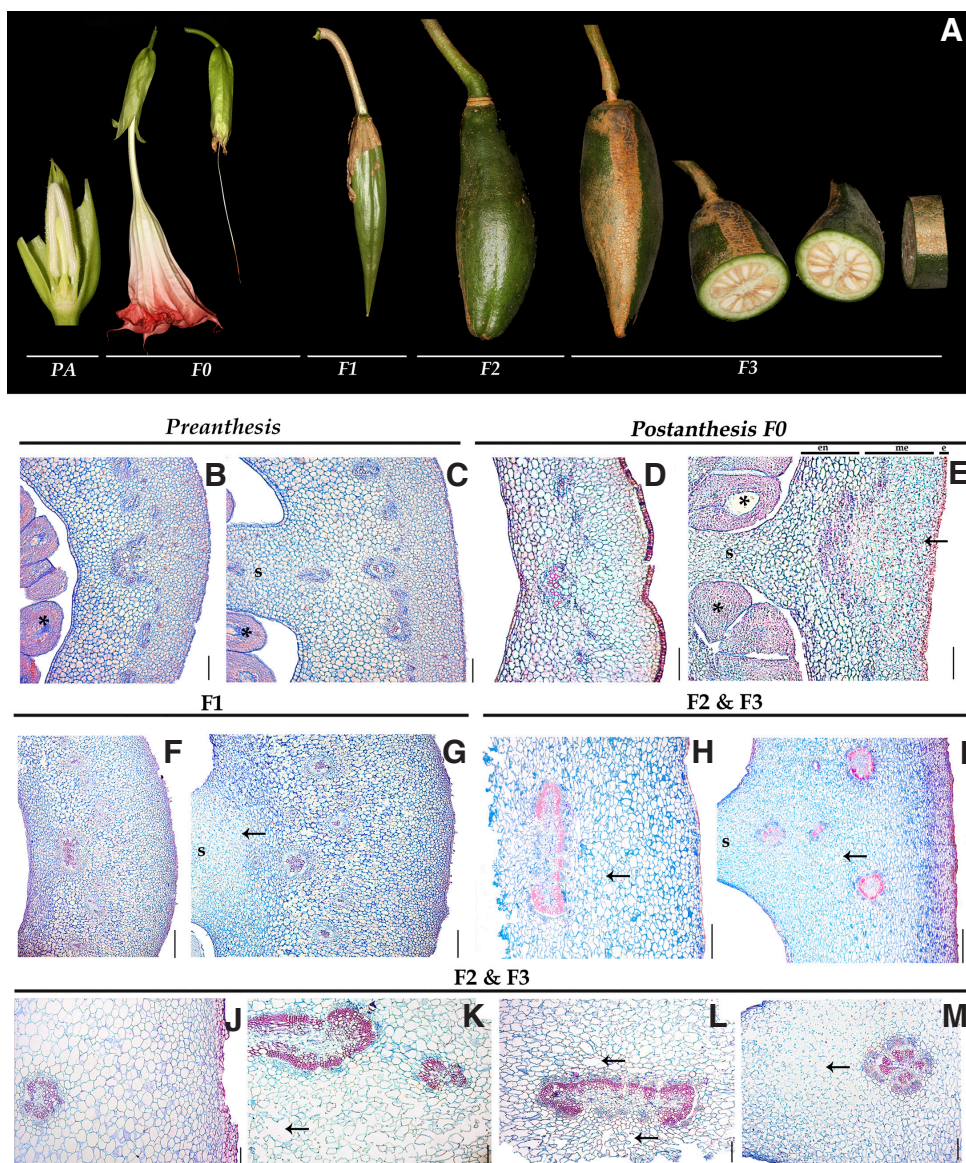 A
PA F0 F1 F2 F3
Preanthesis Postanthesis F0
en me e
B C D E
* s * * s *
F1 F2 & F3
F G H I
s s
F2 & F3
J K L M